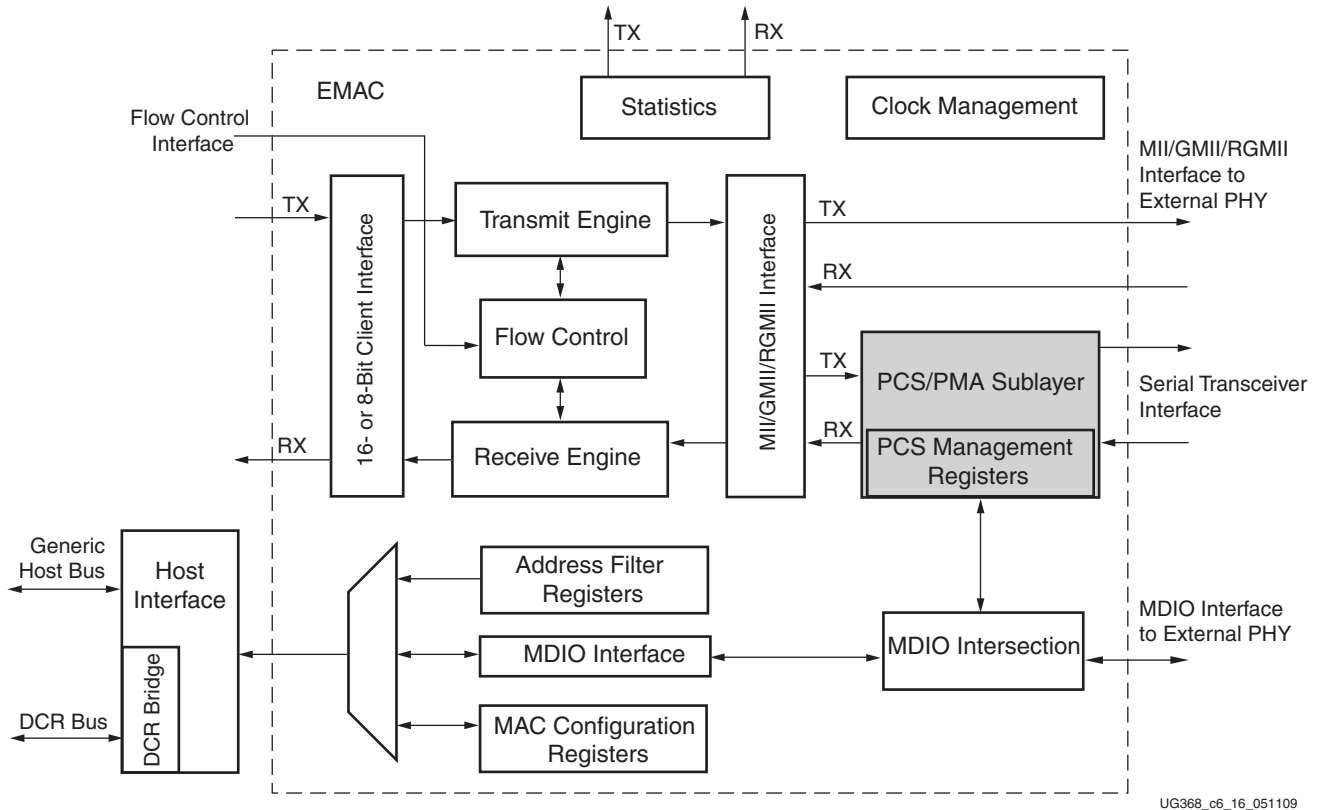 TX
RX
EMAC
Statistics
Clock Management
Flow Control
Interface
MII/GMII/RGMII
Interface to
External PHY
TX
16- or 8-Bit Client Interface
Transmit Engine
MII/GMII/RGMII Interface
TX
RX
Flow Control
TX
PCS/PMA Sublayer
Serial Transceiver
Interface
RX
Receive Engine
RX
PCS Management
Registers
Generic
Host Bus
Host
Interface
Address Filter
Registers
MDIO Interface
MDIO Intersection
MDIO Interface
to External PHY
DCR Bus
DCR Bridge
MAC Configuration
Registers
UG368_c6_16_051109